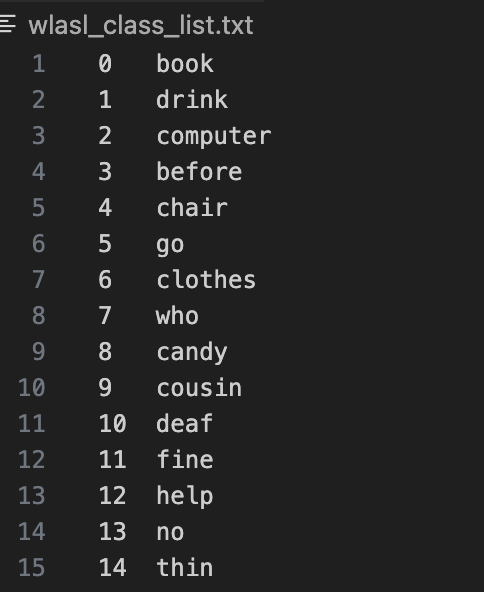 wlasl_class_list.txt
1 0 book
2 1 drink
3 2 computer
4 3 before
5 4 chair
6 5 go
7 6 clothes
8 7 who
9 8 candy
10 9 cousin
11 10 deaf
12 11 fine
13 12 help
14 13 no
15 14 thin